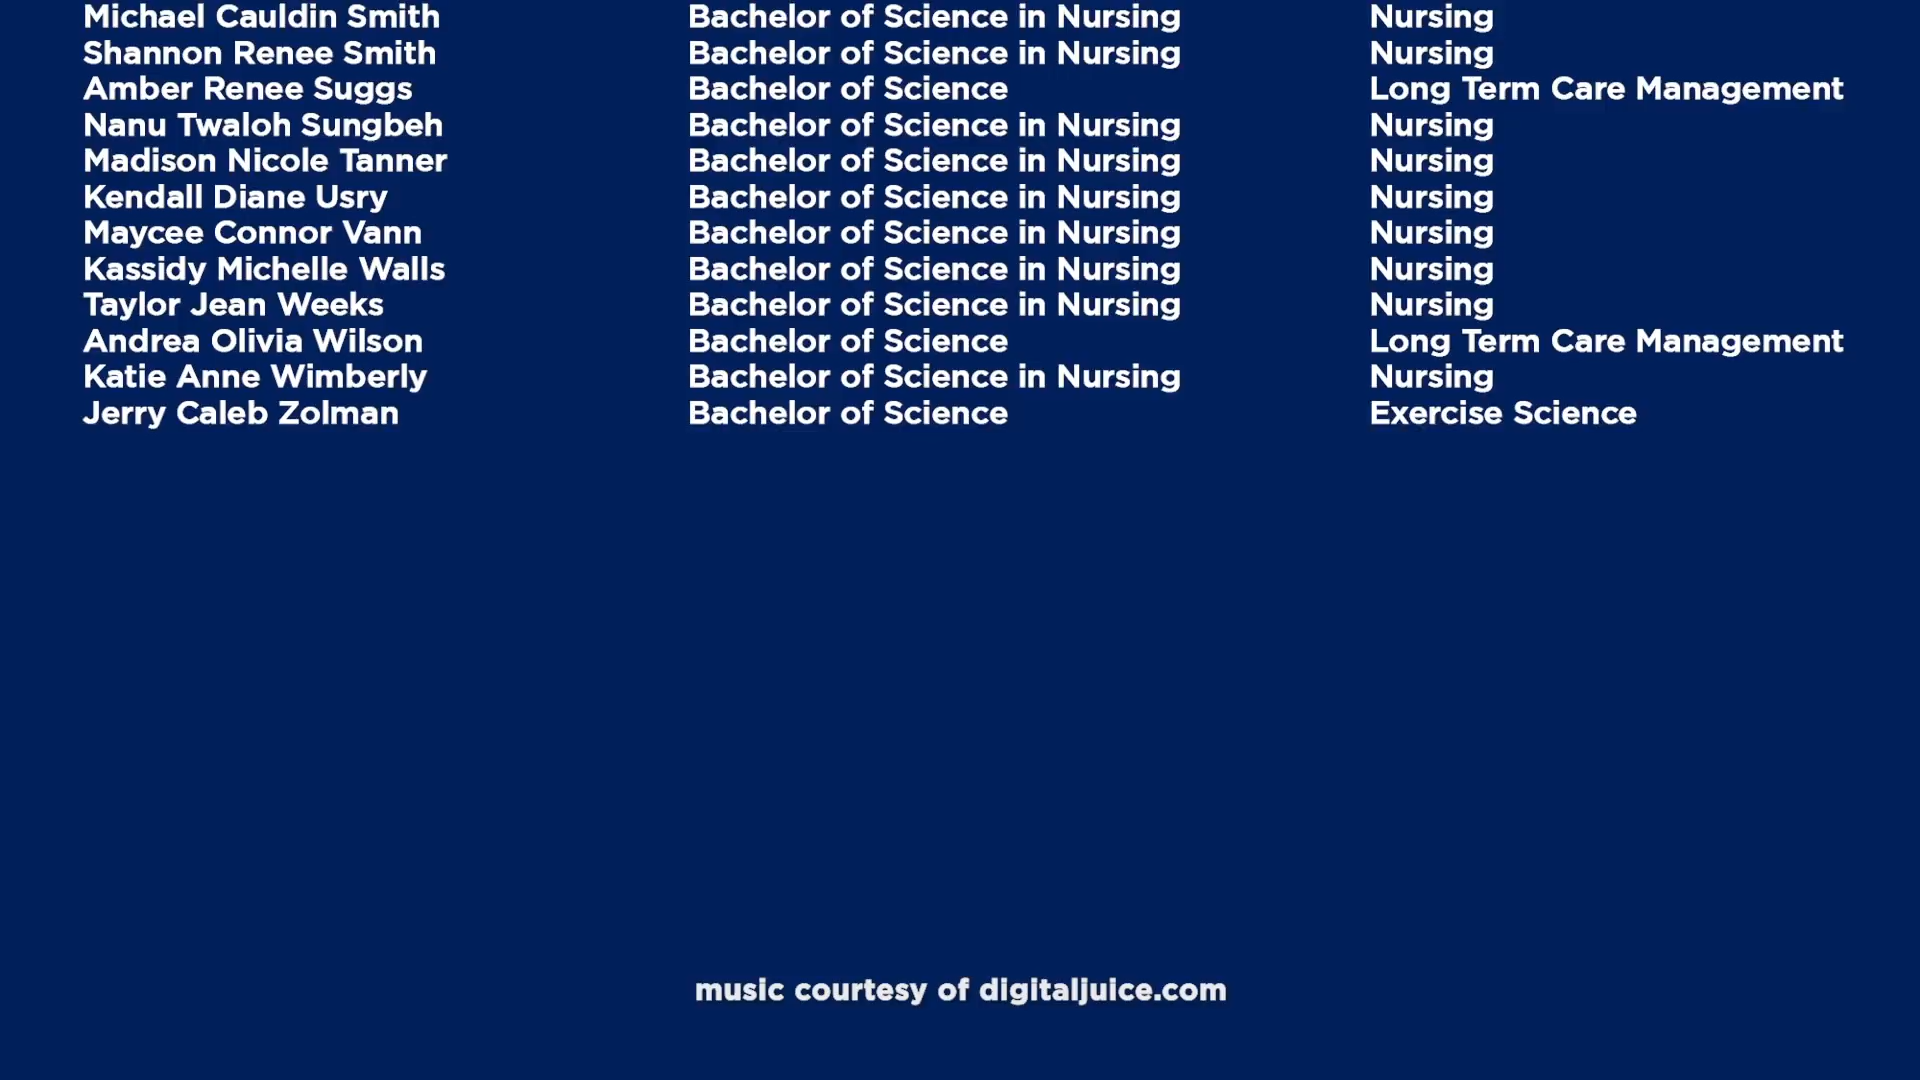 Michael Cauldin Smith Bachelor of Science in Nursing Nursing
Shannon Renee Smith Bachelor of Science in Nursing Nursing
Amber Renee Suggs Bachelor of Science Long Term Care Management
Nanu Twaloh Sungbeh Bachelor of Science in Nursing Nursing
Madison Nicole Tanner Bachelor of Science in Nursing Nursing
Kendall Diane Usry Bachelor of Science in Nursing Nursing
Maycee Connor Vann Bachelor of Science in Nursing Nursing
Kassidy Michelle Walls Bachelor of Science in Nursing Nursing
Taylor Jean Weeks Bachelor of Science in Nursing Nursing
Andrea Olivia Wilson Bachelor of Science Long Term Care Management
Katie Anne Wimberly Bachelor of Science in Nursing Nursing
Jerry Caleb Zolman Bachelor of Science Exercise Science
music courtesy of digitaljuice.com